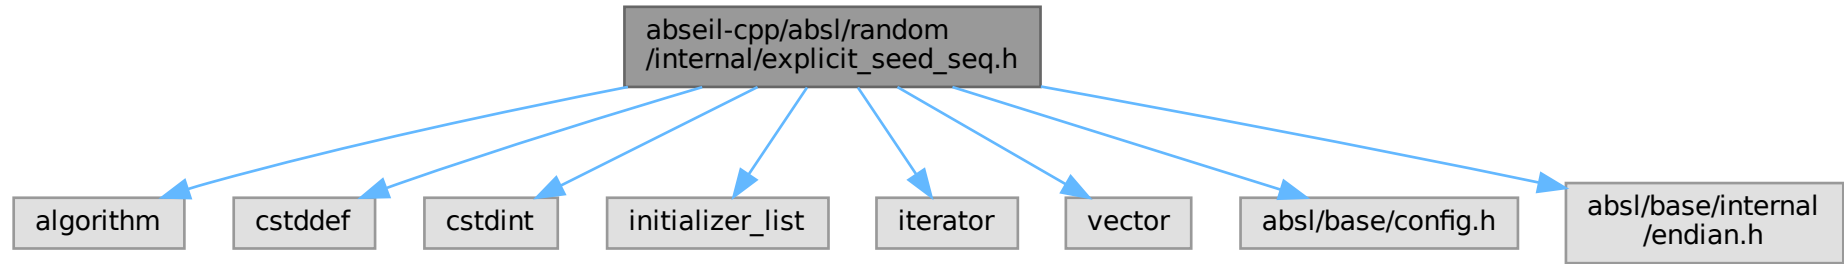 abseil-cpp/absl/random
/internal/explicit_seed_seq.h
algorithm
cstddef
cstdint
initializer_list
iterator
vector
absl/base/config.h
absl/base/internal
/endian.h